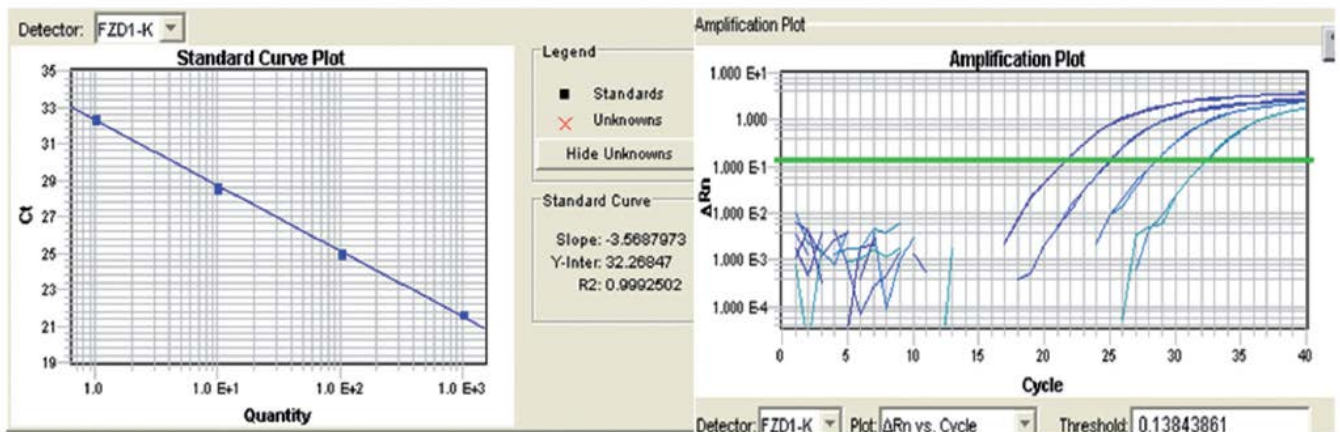 Detector: FZD1-K
Standard Curve Plot
35
33
31
29
27
25
23
21
19
Ct
1.0
1.0 E+1
1.0 E+2
1.0 E+3
Quantity
Legend
Standards
Unknowns
Hide Unknowns
Standard Curve
Slope: -3.5687973
Y-Inter: 32.26847
R2: 0.9992502
Amplification Plot
Amplification Plot
1.000 E+1
1.000
1.000 E-1
1.000 E-2
1.000 E-3
1.000 E-4
ΔRn
0
5
10
15
20
25
30
35
40
Cycle
Detector: FZD1-K Plot: ΔRn vs. Cycle Threshold: 0.13843861